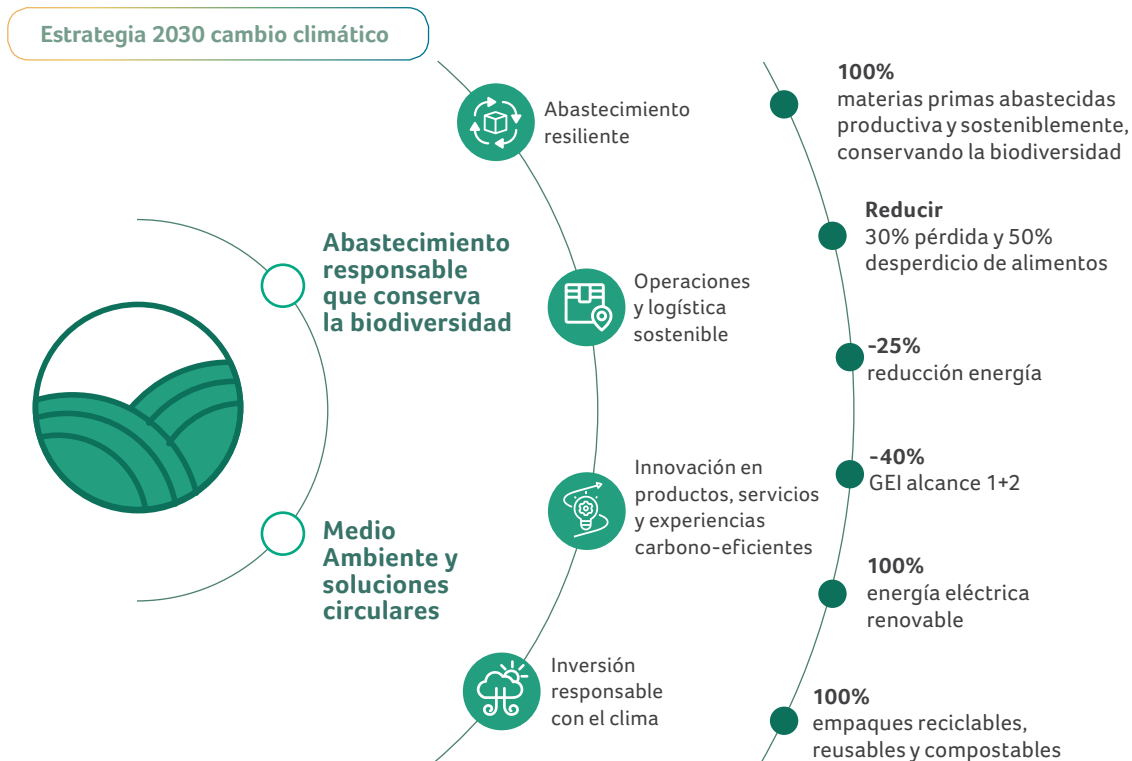 Estrategia 2030 cambio climático
Abastecimiento
responsable
que conserva
la biodiversidad
Medio
Ambiente y
soluciones
circulares
Abastecimiento
resiliente
Operaciones
y logística
sostenible
Innovación en
productos, servicios
y experiencias
carbono-eficientes
Inversión
responsable
con el clima
100%
materias primas abastecidas
productiva y sosteniblemente,
conservando la biodiversidad
Reducir
30% pérdida y 50%
desperdicio de alimentos
-25%
reducción energía
-40%
GEI alcance 1+2
100%
energía eléctrica
renovable
100%
empaques reciclables,
reusables y compostables